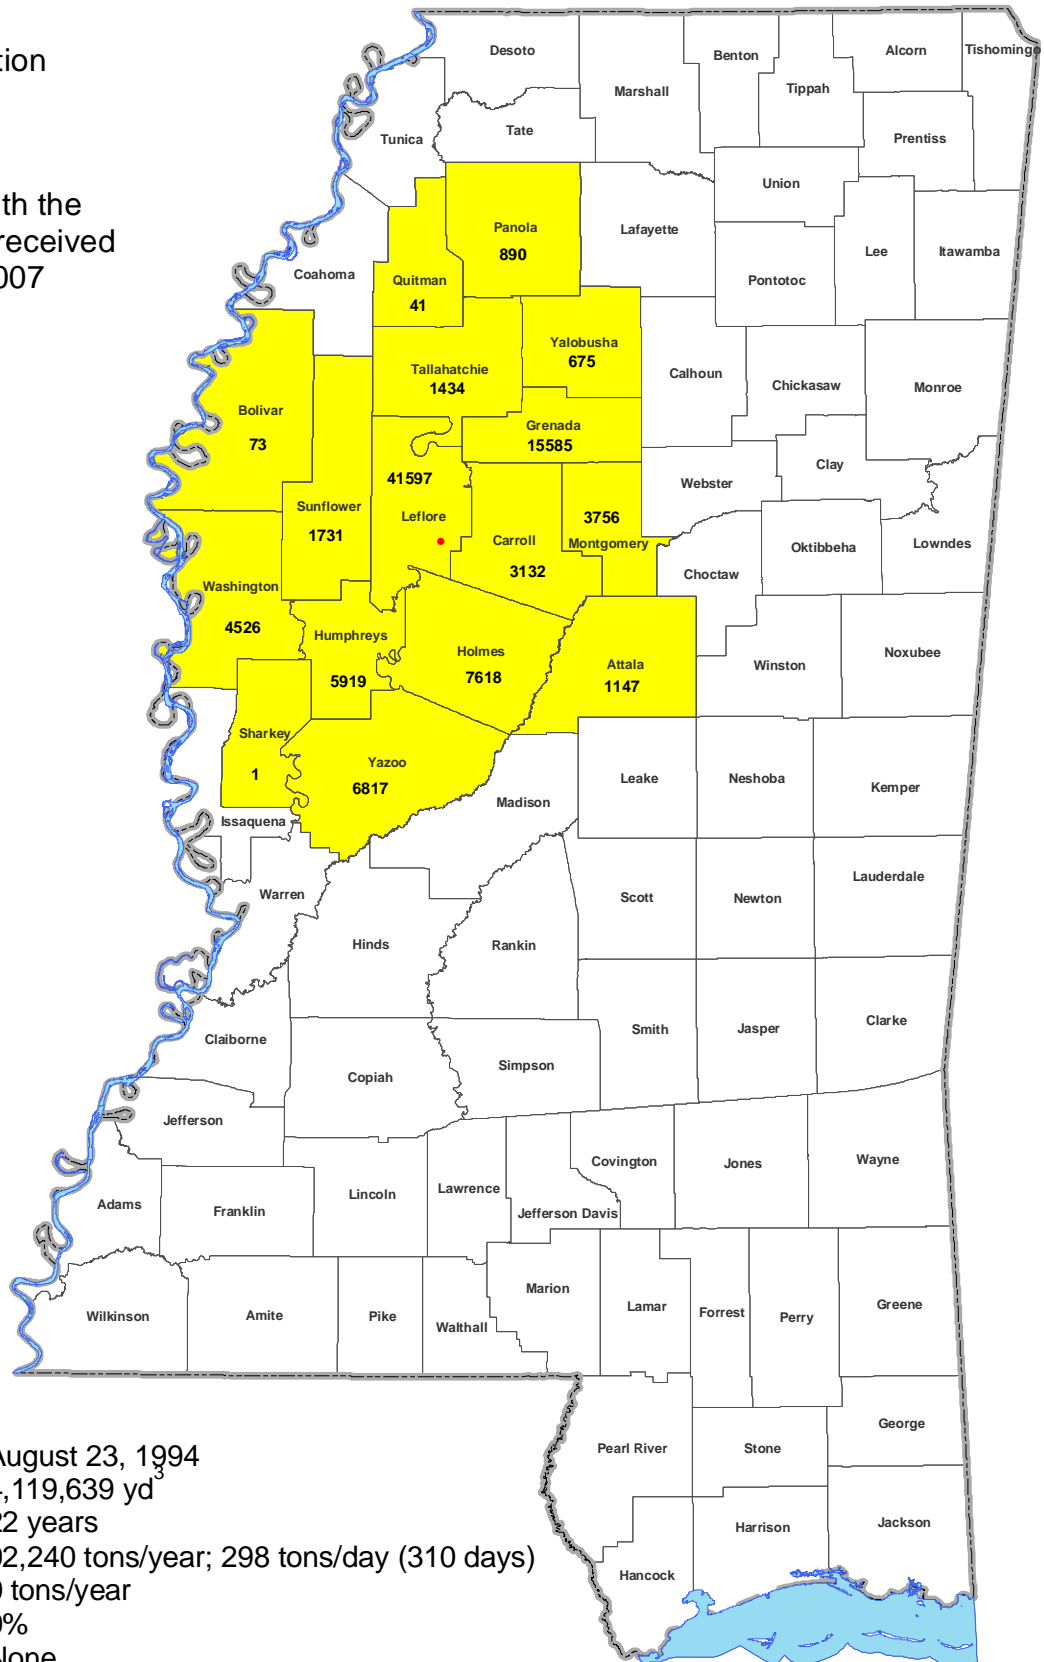 tion
th the
received
007
Desoto
Benton
Alcorn
Tishomingo
Marshall
Tippah
Tunica
Tate
Prentiss
Union
Panola
890
Lafayette
Lee
Itawamba
Coahoma
Quitman
41
Pontotoc
Yalobusha
675
Tallahatchie
1434
Calhoun
Chickasaw
Monroe
Bolivar
73
Grenada
15585
Clay
41597
Leflore
Webster
Sunflower
1731
3756
Montgomery
Carroll
3132
Oktibbeha
Lowndes
Choctaw
Washington
4526
Humphreys
5919
Holmes
7618
Attala
1147
Winston
Noxubee
Sharkey
1
Yazoo
6817
Leake
Neshoba
Kemper
Madison
Issaquena
Warren
Scott
Newton
Lauderdale
Hinds
Rankin
Claiborne
Smith
Jasper
Clarke
Copiah
Simpson
Jefferson
Covington
Jones
Wayne
Adams
Franklin
Lincoln
Lawrence
Jefferson Davis
Wilkinson
Amite
Pike
Walthall
Marion
Lamar
Forrest
Perry
Greene
George
Pearl River
Stone
Jackson
Harrison
Hancock
August 23, 1994
,119,639 yd³
22 years
02,240 tons/year; 298 tons/day (310 days)
0 tons/year
0%
None